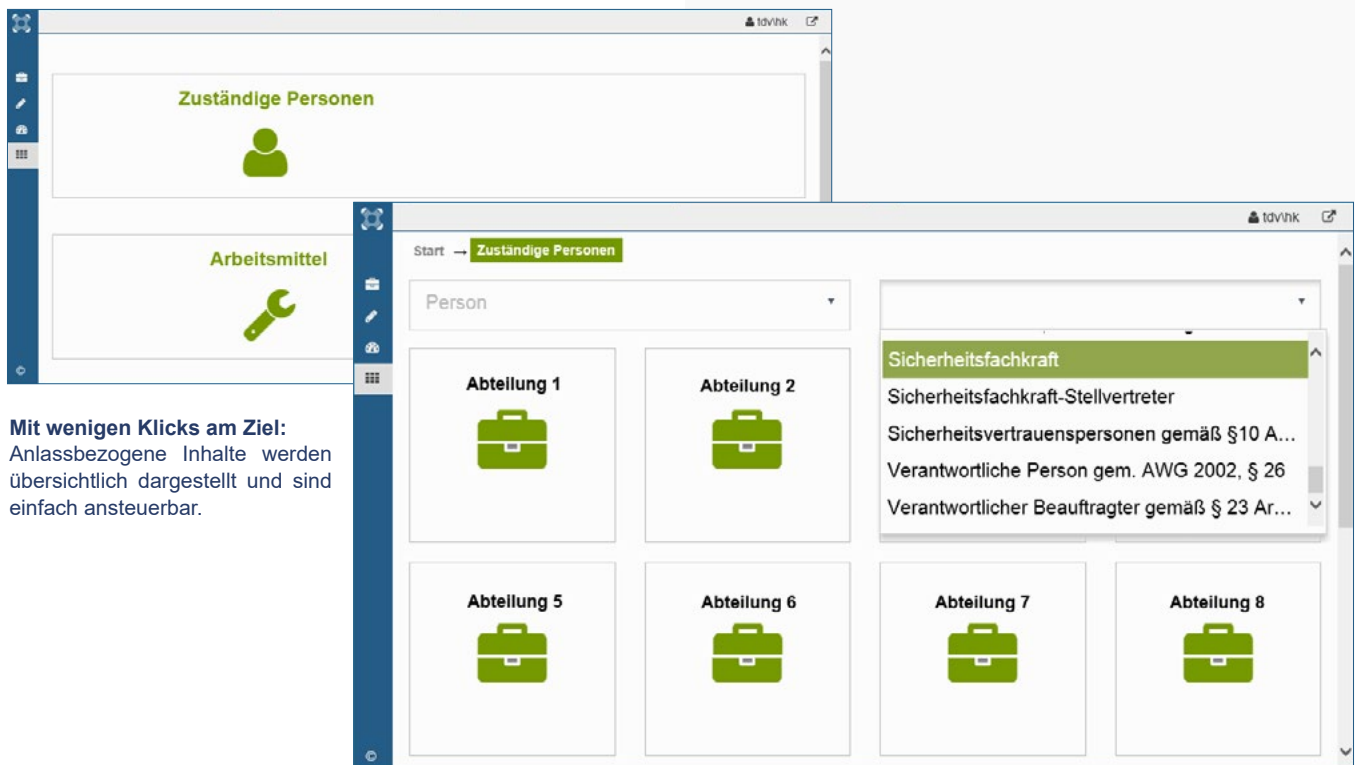 tdv\hk
Zuständige Personen
Arbeitsmittel
©
Mit wenigen Klicks am Ziel:
Anlassbezogene Inhalte werden
übersichtlich dargestellt und sind
einfach ansteuerbar.
tdv\hk
Start → Zuständige Personen
Person
Sicherheitsfachkraft
Sicherheitsfachkraft-Stellvertreter
Sicherheitsvertrauenspersonen gemäß §10 A...
Verantwortliche Person gem. AWG 2002, § 26
Verantwortlicher Beauftragter gemäß § 23 Ar...
Abteilung 1
Abteilung 2
Abteilung 5
Abteilung 6
Abteilung 7
Abteilung 8
©